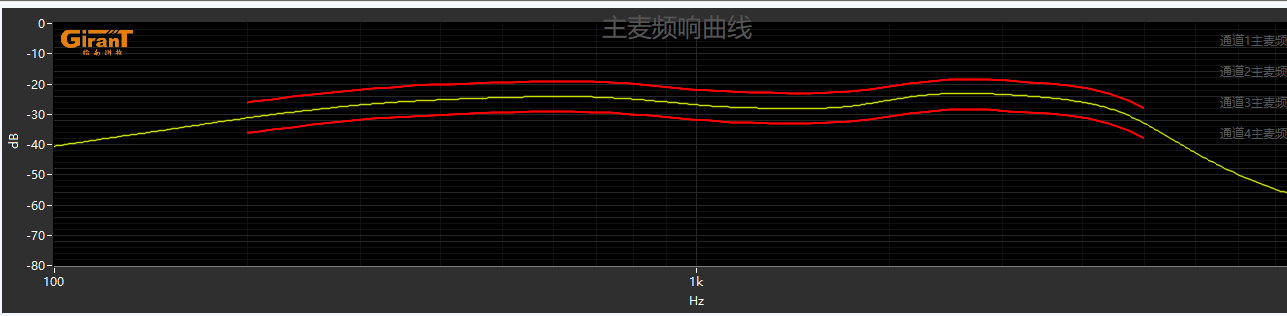 主麦频响曲线
GiranT
0
-10
-20
-30
-40
-50
-60
-70
-80
dB
通道1主麦频
通道2主麦频
通道3主麦频
通道4主麦频
100
1k
Hz